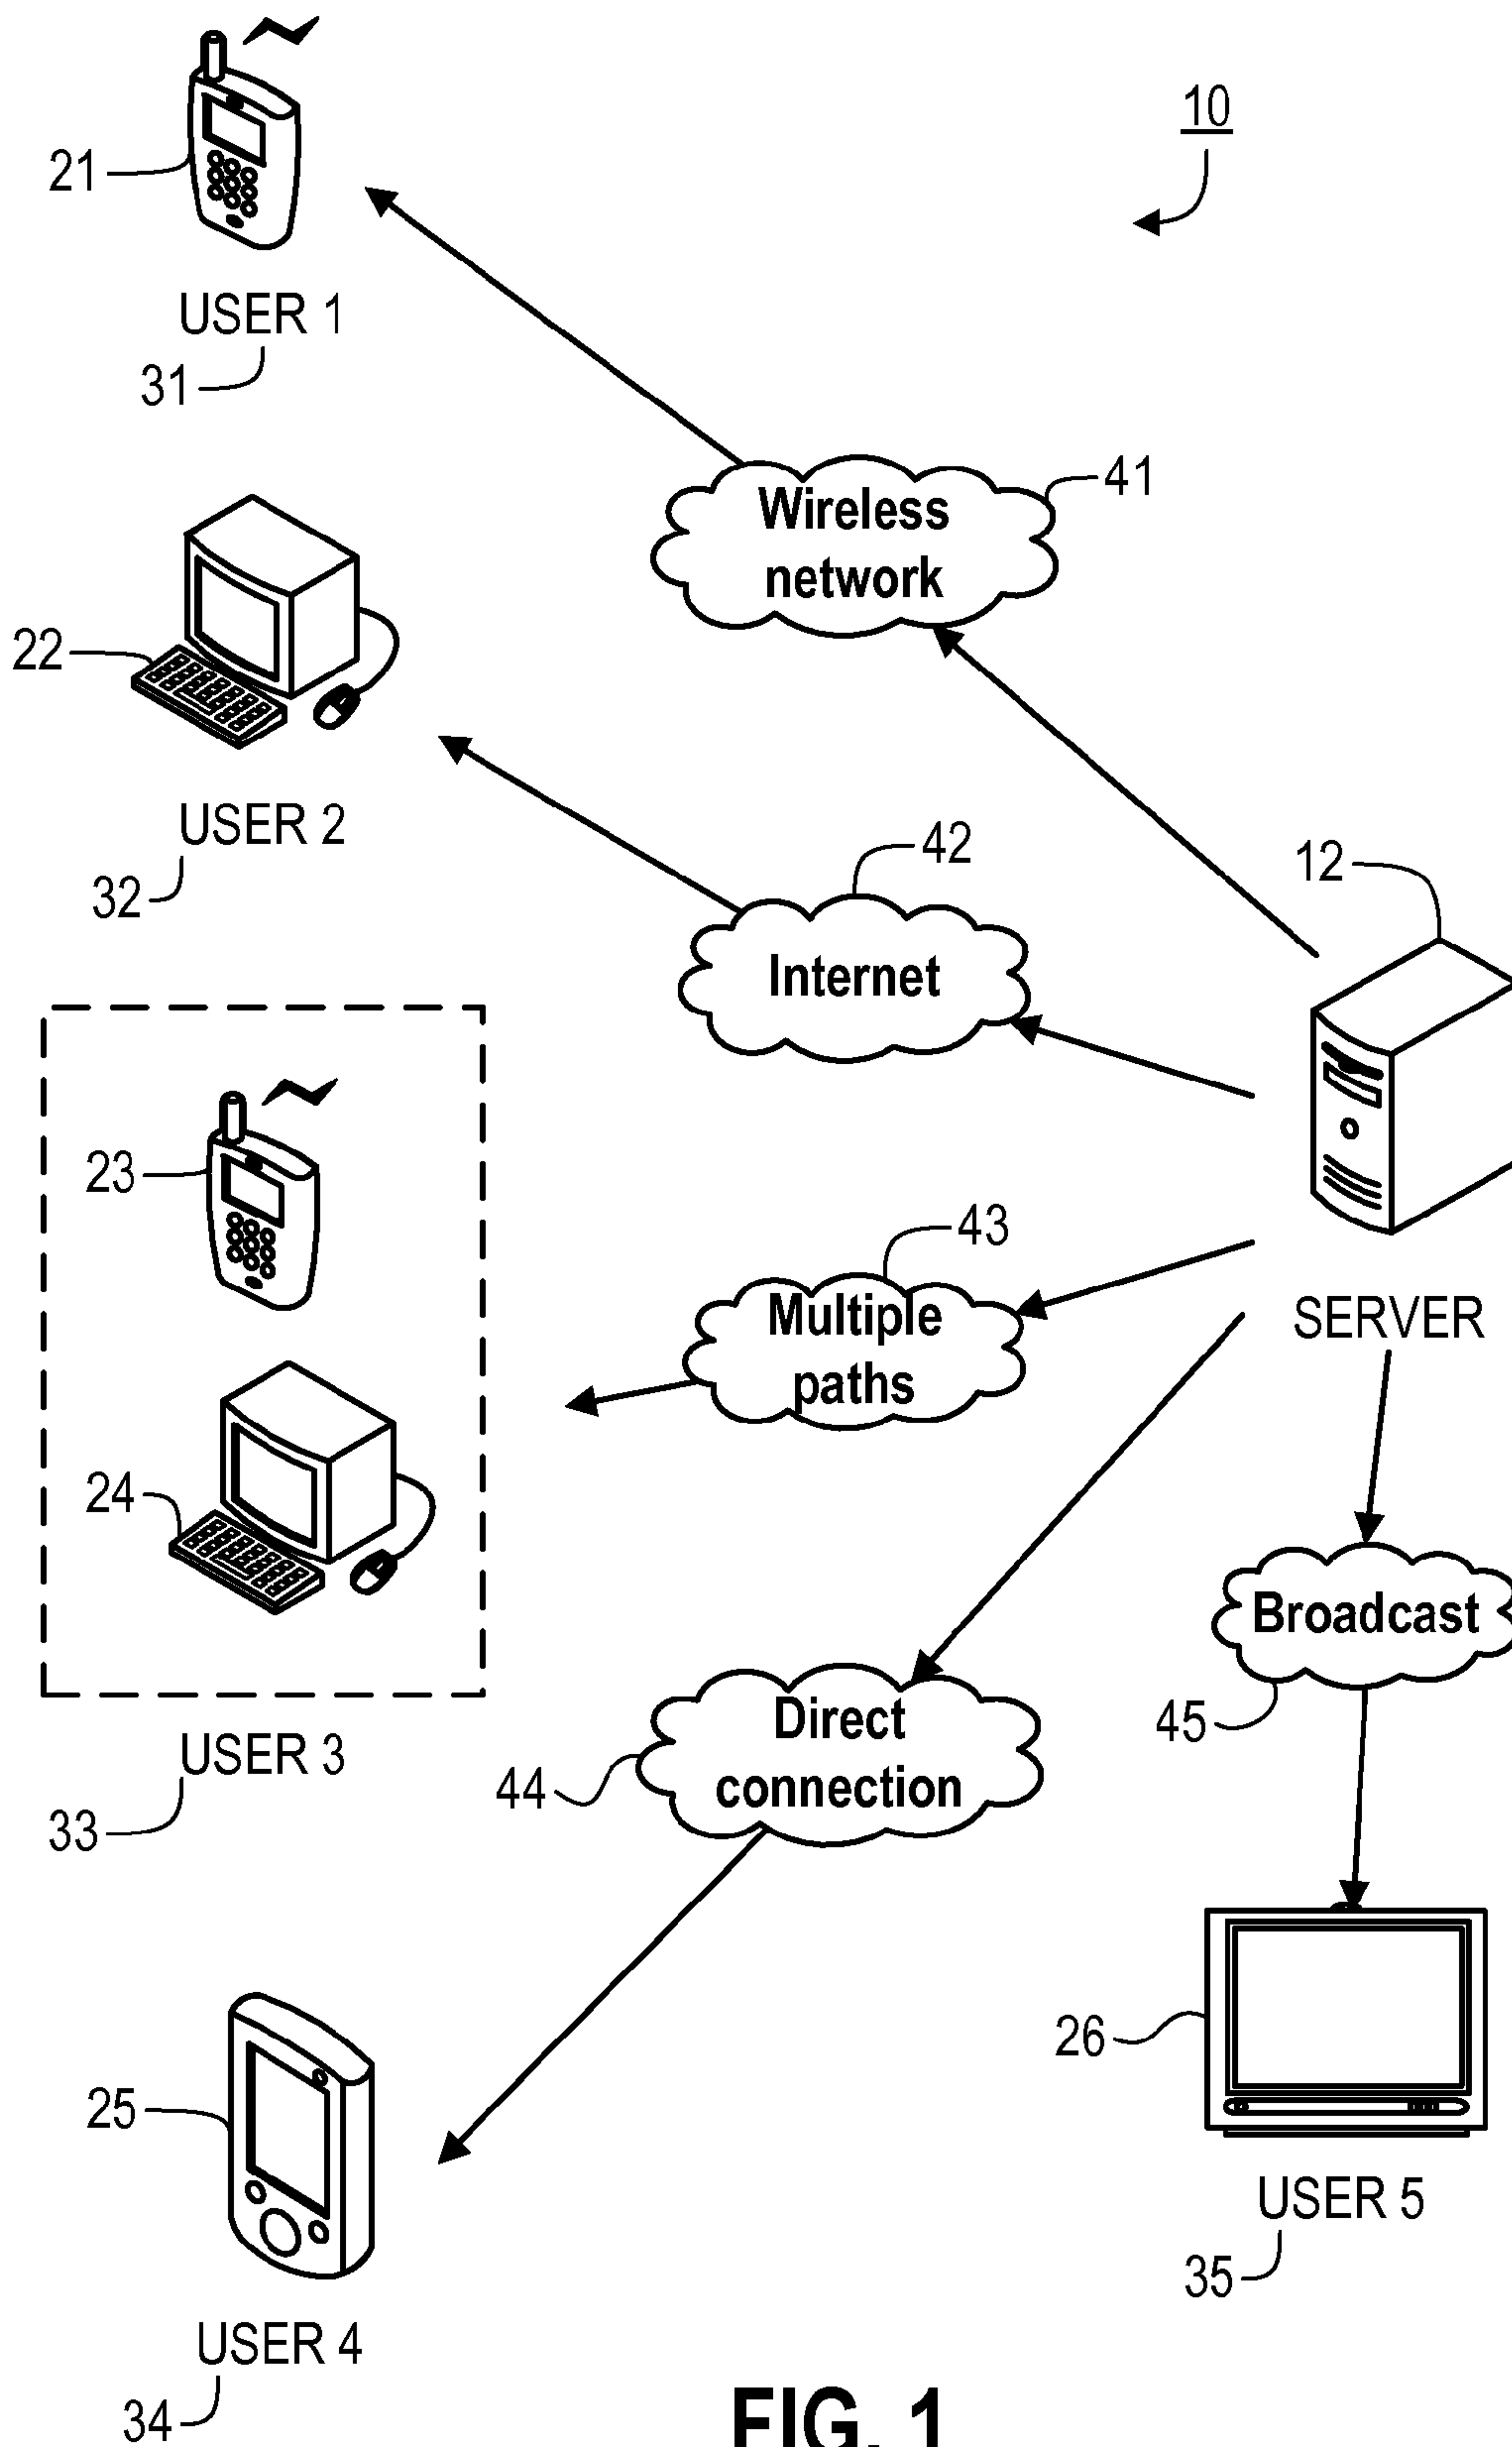 10
21
USER 1
31
Wireless
network
41
22
USER 2
32
42
Internet
12
23
24
USER 3
33
43
Multiple
paths
SERVER
Broadcast
45
Direct
connection
44
26
USER 5
35
25
USER 4
34
FIG. 1